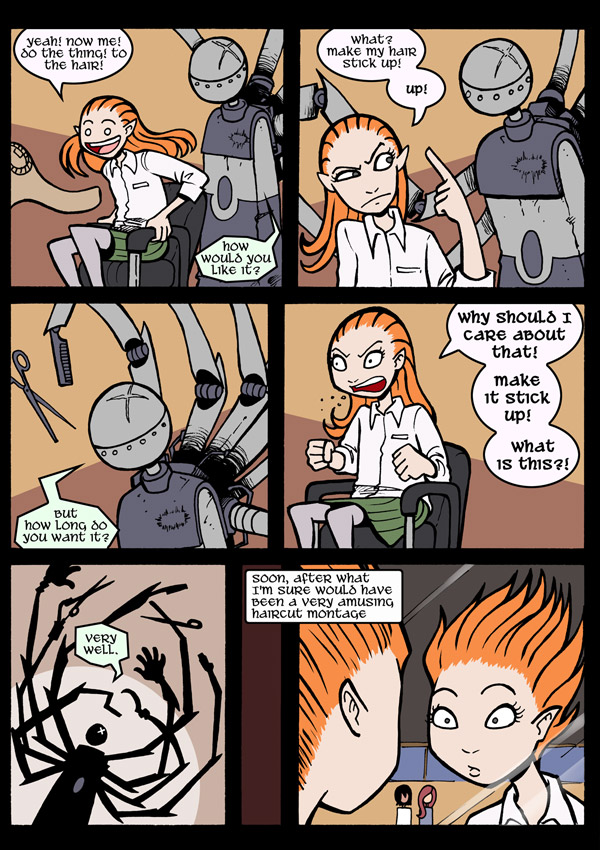 yeah! now me!
do the thing! to
the hair!
how
would you
like it?
what?
make my hair
stick up!
up!
but
how long do
you want it?
why should I
care about
that!
make
it stick
up!
what
is this?!
very
well.
soon, after what
I'm sure would have
been a very amusing
haircut montage